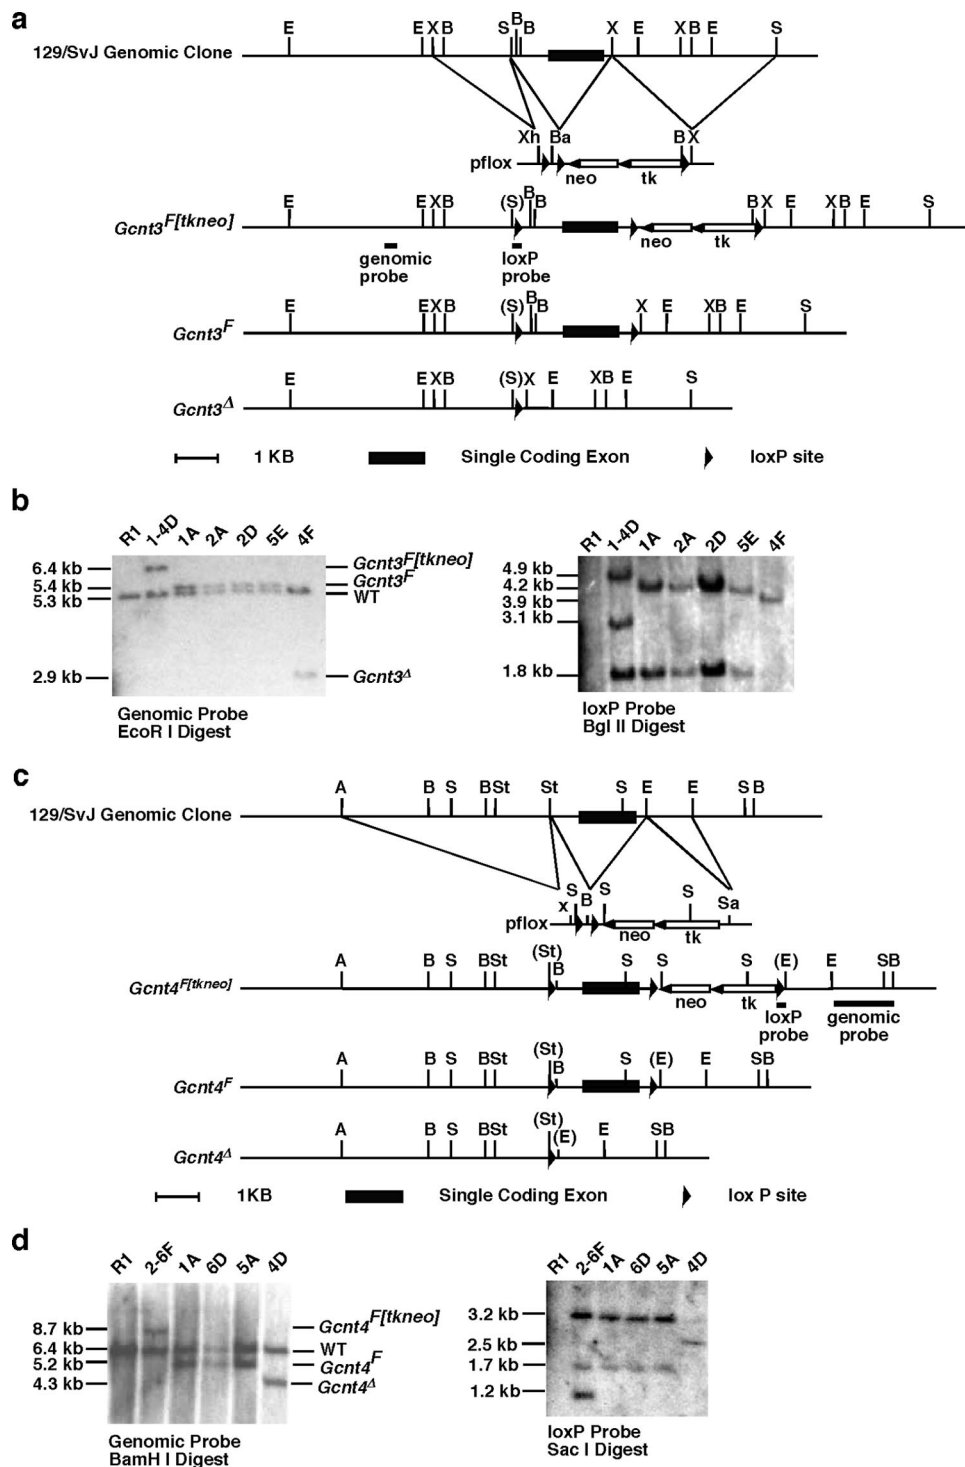 a
E E X B S B B X E X B E S
129/SvJ Genomic Clone
Xh Ba B X
pflox
neo tk
E E X B (S) B B B X E X B E S
Gcnt3F[tkneo]
neo tk
genomic probe
loxP probe
E E X B (S) B B X E X B E S
Gcnt3F
E E X B (S) X E X B E S
Gcnt3Δ
1 KB Single Coding Exon loxP site
b
R1 1-4D 1A 2A 2D 5E 4F
6.4 kb Gcnt3F[tkneo]
5.4 kb Gcnt3F
5.3 kb WT
2.9 kb Gcnt3Δ
Genomic Probe
EcoR I Digest
R1 1-4D 1A 2A 2D 5E 4F
4.9 kb
4.2 kb
3.9 kb
3.1 kb
1.8 kb
loxP Probe
Bgl II Digest
c
A B S B St St S E E S B
129/SvJ Genomic Clone
x S B S S Sa
pflox
neo tk
A B S B St (St) B S S S (E) E S B
Gcnt4F[tkneo]
neo tk
loxP probe
genomic probe
A B S B St (St) B S (E) E S B
Gcnt4F
A B S B St (St) (E) E S B
Gcnt4Δ
1KB Single Coding Exon lox P site
d
R1 2-6F 1A 6D 5A 4D
8.7 kb Gcnt4F[tkneo]
6.4 kb WT
5.2 kb Gcnt4F
4.3 kb Gcnt4Δ
Genomic Probe
BamH I Digest
R1 2-6F 1A 6D 5A 4D
3.2 kb
2.5 kb
1.7 kb
1.2 kb
loxP Probe
Sac I Digest